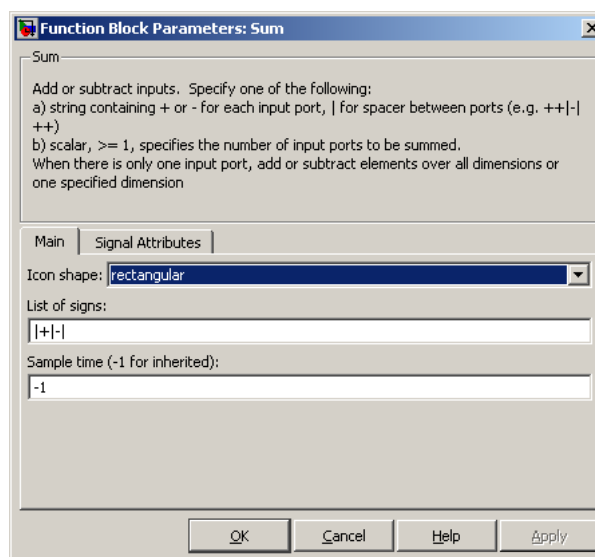 Function Block Parameters: Sum
Sum
Add or subtract inputs.  Specify one of the following:
a) string containing + or - for each input port, | for spacer between ports (e.g. ++|-|
++)
b) scalar, >= 1, specifies the number of input ports to be summed.
When there is only one input port, add or subtract elements over all dimensions or
one specified dimension
Main  Signal Attributes
Icon shape: rectangular
List of signs:
|+|-|
Sample time (-1 for inherited):
-1
OK  Cancel  Help  Apply